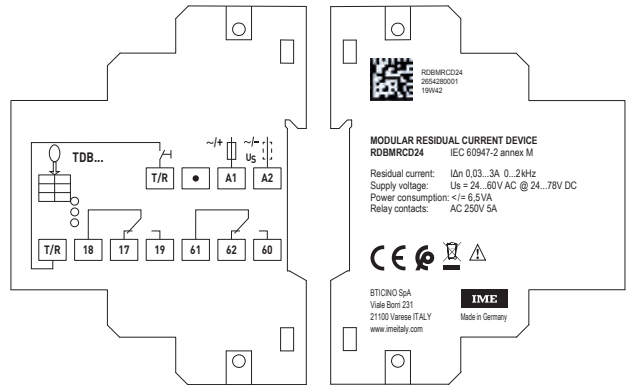 TDB...
~/+
~/–
Us
T/R
●
A1
A2
T/R
18
17
19
61
62
60
RDBMRCD24
2654280001
19W42
MODULAR RESIDUAL CURRENT DEVICE
RDBMRCD24 IEC 60947-2 annex M
Residual current: IΔn 0,03...3A 0...2kHz
Supply voltage: Us = 24...60V AC @ 24...78V DC
Power consumption: </= 6,5VA
Relay contacts: AC 250V 5A
CE
BTICINO SpA
Viale Borri 231
21100 Varese ITALY
www.imeitaly.com
IME
Made in Germany